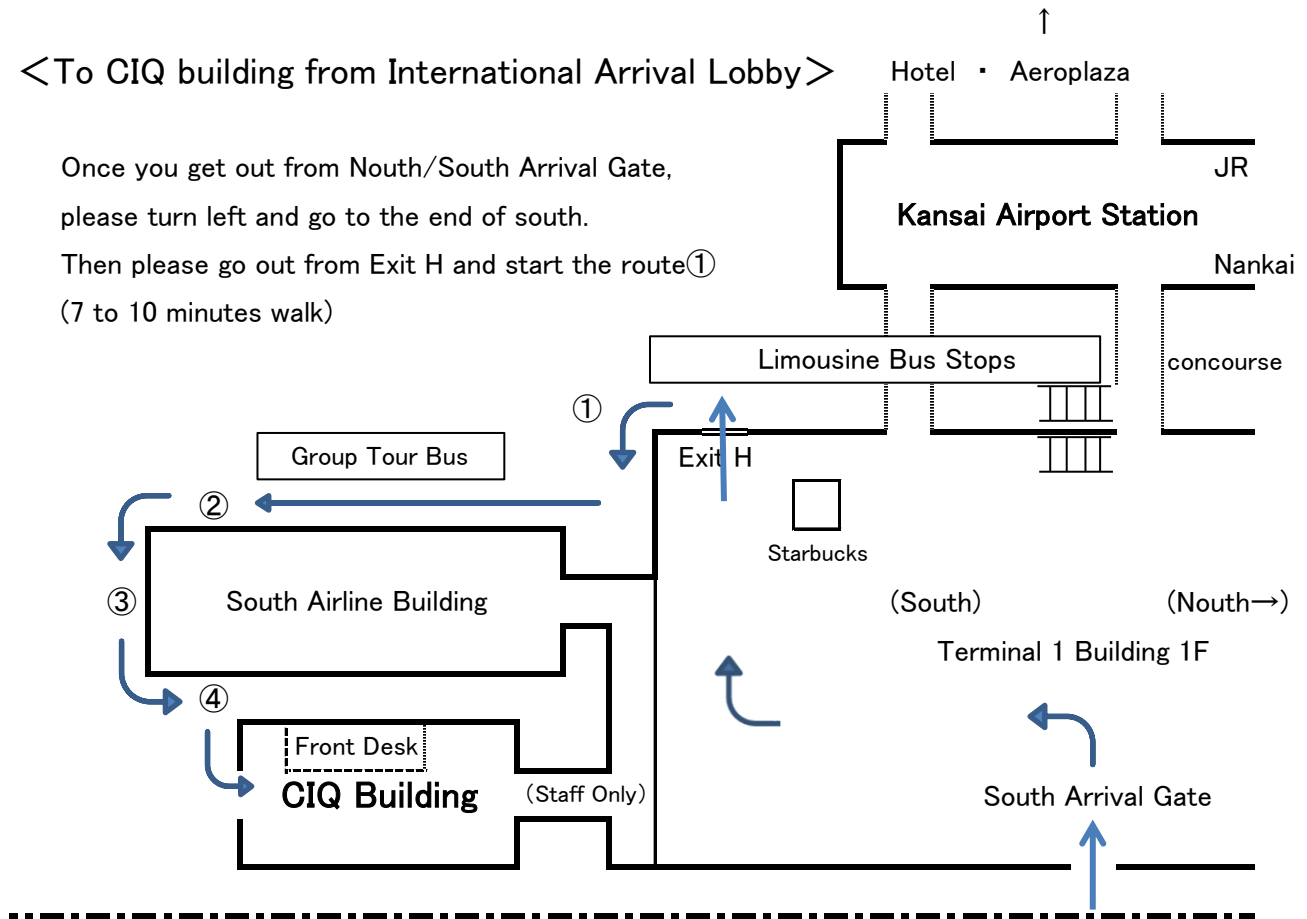 ↑
＜To CIQ building from International Arrival Lobby＞
Hotel ・ Aeroplaza
Once you get out from Nouth/South Arrival Gate,
please turn left and go to the end of south.
Then please go out from Exit H and start the route①
(7 to 10 minutes walk)
JR
Kansai Airport Station
Nankai
Limousine Bus Stops
concourse
①
Group Tour Bus
Exit H
②
Starbucks
③
South Airline Building
(South)
(Nouth→)
Terminal 1 Building 1F
④
Front Desk
CIQ Building
(Staff Only)
South Arrival Gate